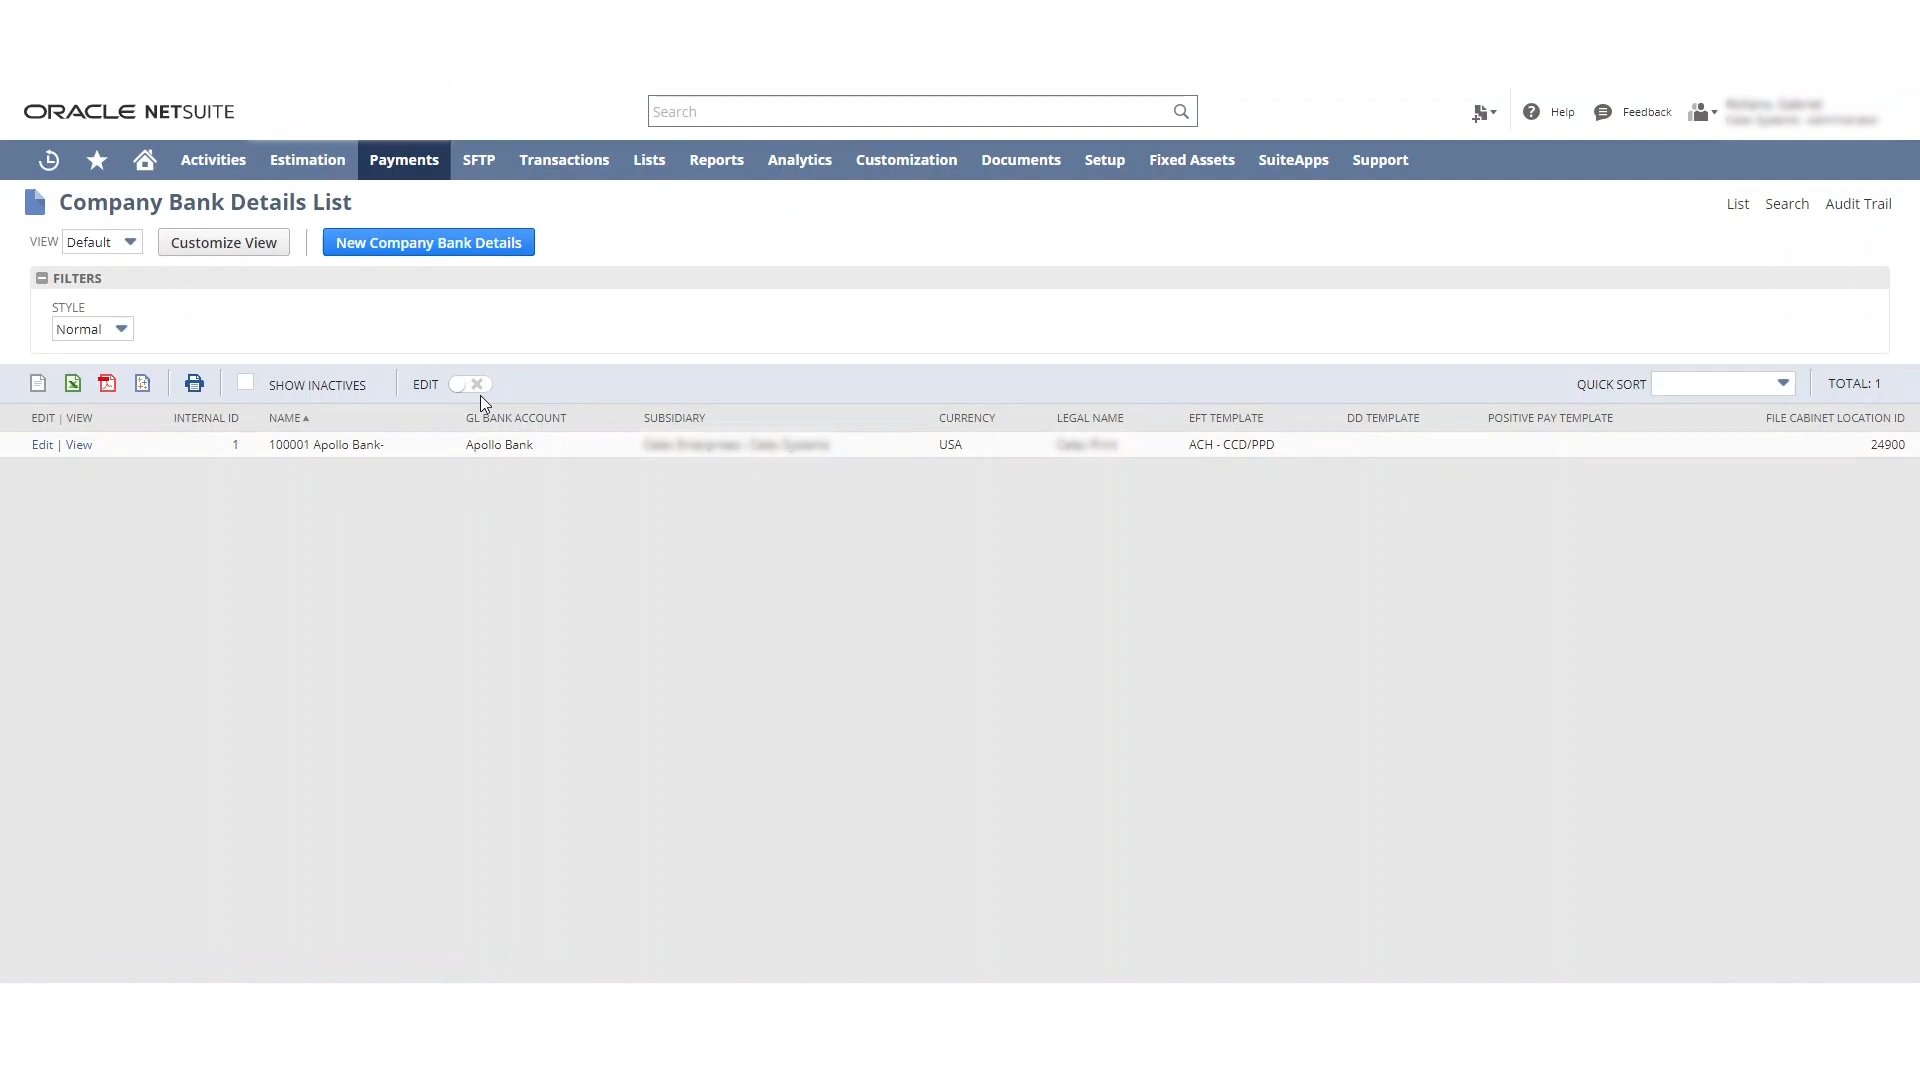 ORACLE NETSUITE
Search
Help
Feedback
Activities Estimation Payments SFTP Transactions Lists Reports Analytics Customization Documents Setup Fixed Assets SuiteApps Support
Company Bank Details List
List Search Audit Trail
VIEW Default Customize View New Company Bank Details
FILTERS
STYLE
Normal
SHOW INACTIVES EDIT QUICK SORT TOTAL: 1
EDIT | VIEW INTERNAL ID NAME GL BANK ACCOUNT SUBSIDIARY CURRENCY LEGAL NAME EFT TEMPLATE DD TEMPLATE POSITIVE PAY TEMPLATE FILE CABINET LOCATION ID
Edit | View 1 100001 Apollo Bank- Apollo Bank USA ACH - CCD/PPD 24900